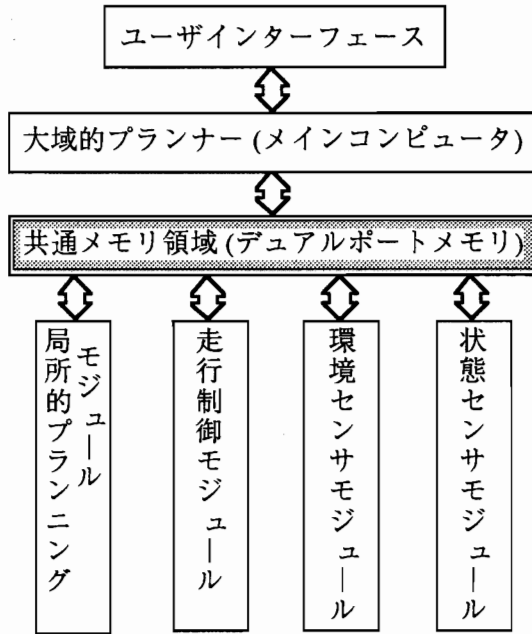 ユーザインターフェース
大域的プランナー(メインコンピュータ)
共通メモリ領域(デュアルポートメモリ)
局所的プランニング
モジュール
走行制御モジュール
環境センサモジュール
状態センサモジュール